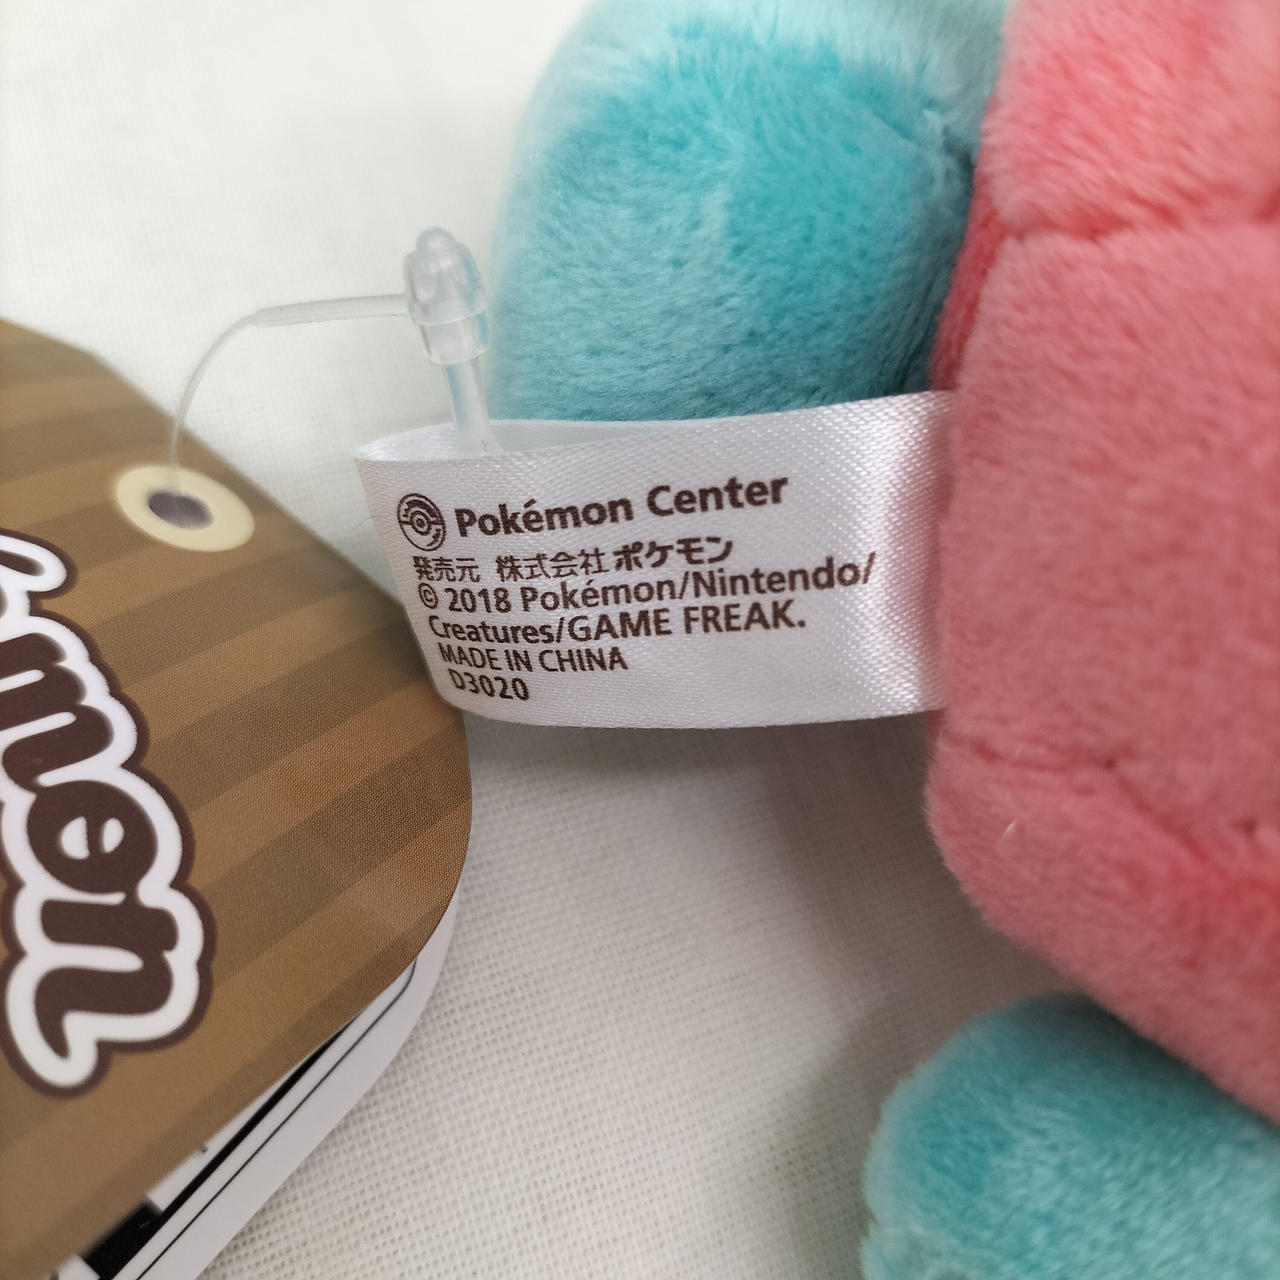 Pokémon Center
発売元 株式会社ポケモン
© 2018 Pokémon/Nintendo/
Creatures/GAME FREAK.
MADE IN CHINA
D3020